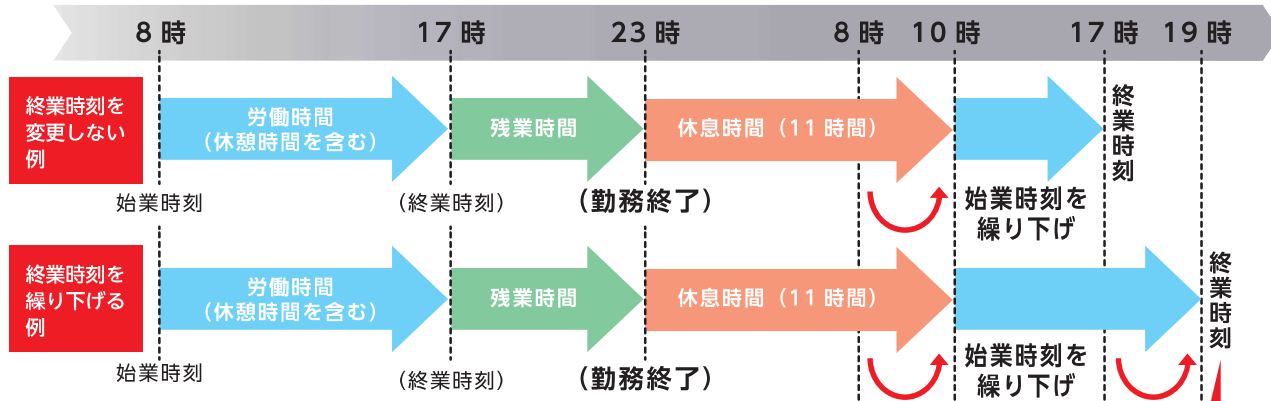 8時 17時 23時 8時 10時 17時 19時
終業時刻を
変更しない
例
労働時間
(休憩時間を含む)
残業時間
休息時間(11時間)
終業時刻
始業時刻
(終業時刻)
(勤務終了)
始業時刻を
繰り下げ
終業時刻を
繰り下げる
例
労働時間
(休憩時間を含む)
残業時間
休息時間(11時間)
終業時刻
始業時刻
(終業時刻)
(勤務終了)
始業時刻を
繰り下げ